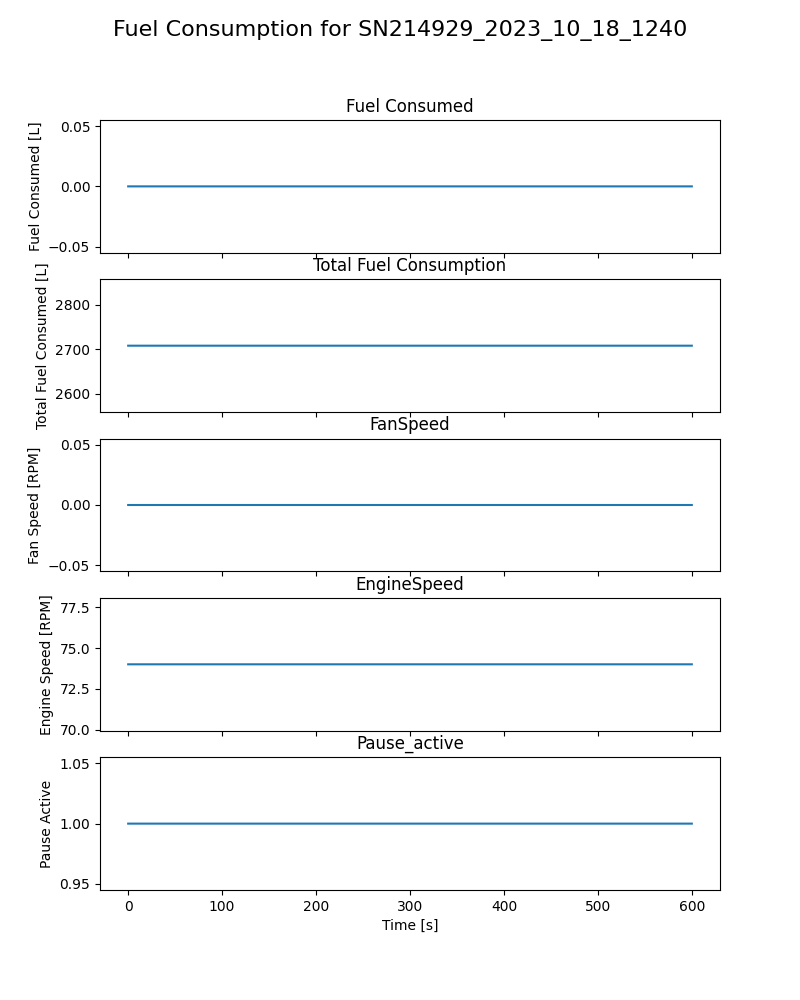 Fuel Consumption for SN214929_2023_10_18_1240
Fuel Consumed
Fuel Consumed [L]
0.05
0.00
−0.05
Total Fuel Consumption
Total Fuel Consumed [L]
2800
2700
2600
FanSpeed
Fan Speed [RPM]
0.05
0.00
−0.05
EngineSpeed
Engine Speed [RPM]
77.5
75.0
72.5
70.0
Pause_active
Pause Active
1.05
1.00
0.95
0 100 200 300 400 500 600
Time [s]